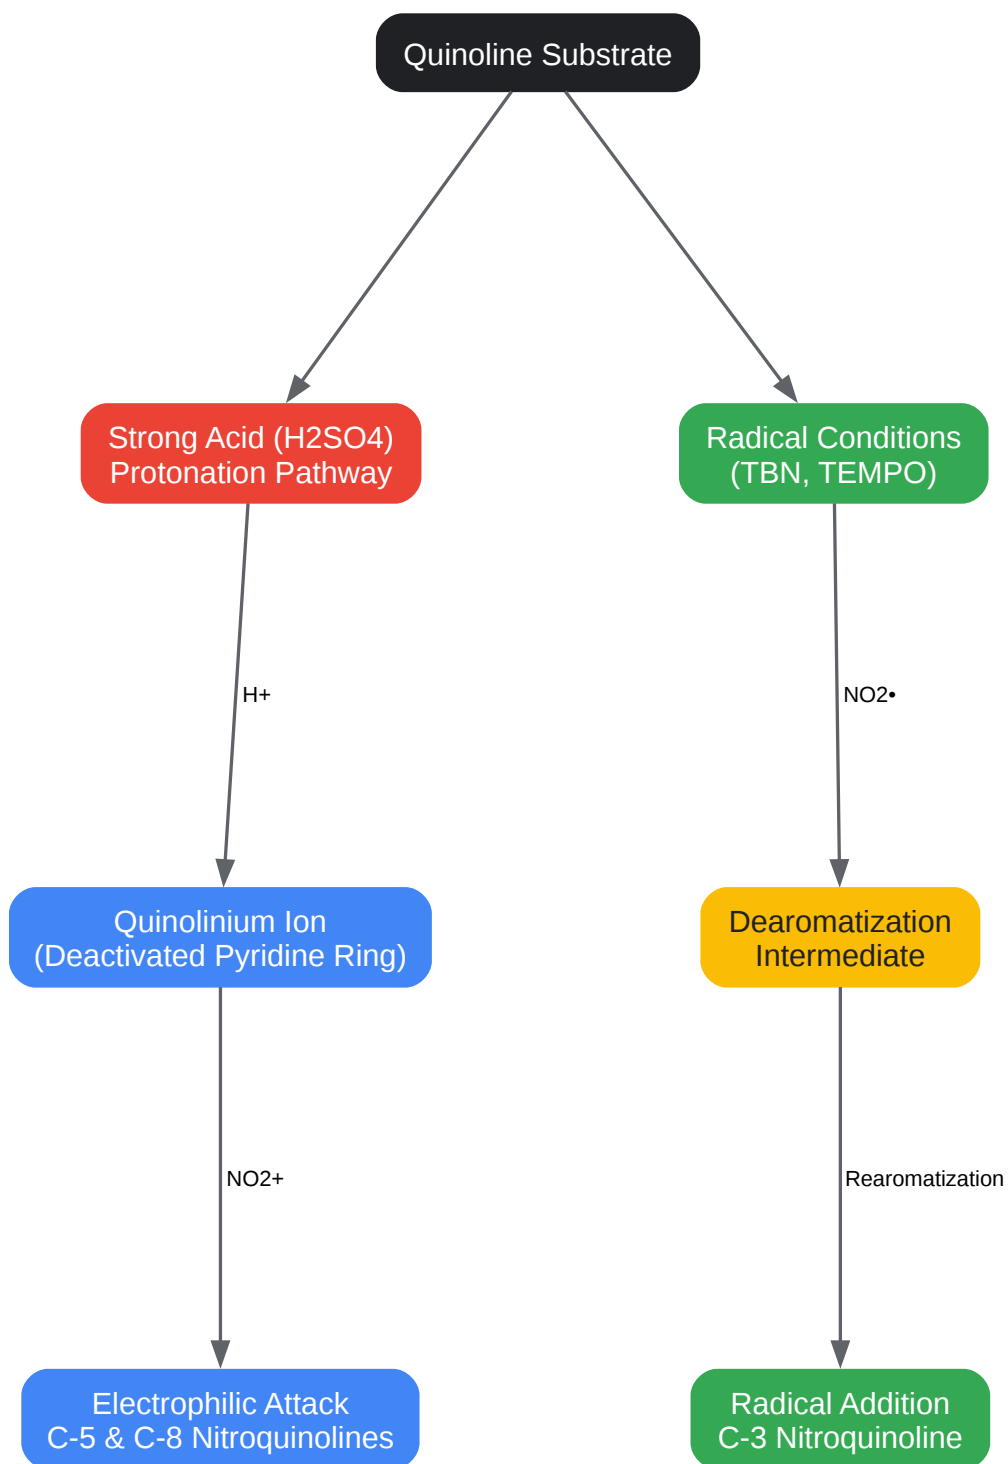 Quinoline Substrate
Strong Acid (H2SO4)
Protonation Pathway
Radical Conditions
(TBN, TEMPO)
H+
NO2•
Quinolinium Ion
(Deactivated Pyridine Ring)
Dearomatization
Intermediate
NO2+
Rearomatization
Electrophilic Attack
C-5 & C-8 Nitroquinolines
Radical Addition
C-3 Nitroquinoline